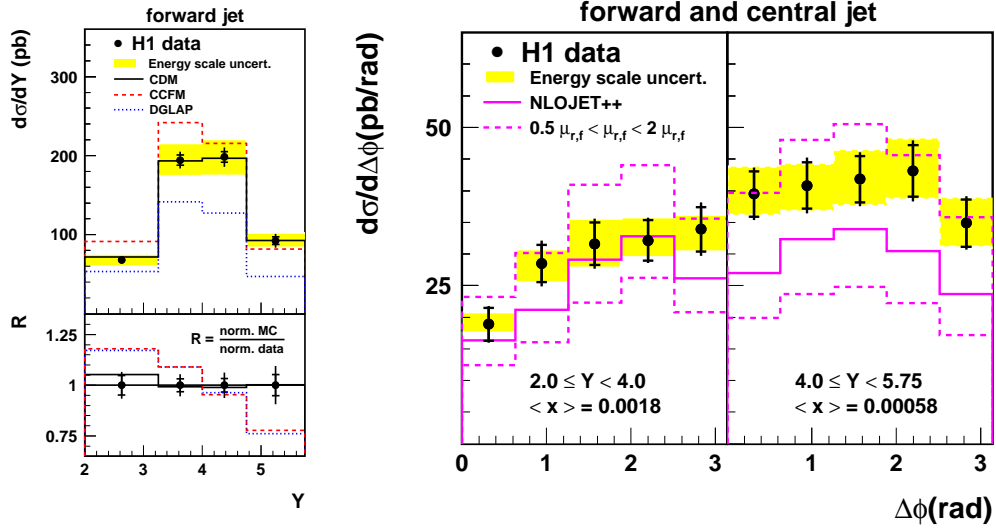 forward jet
dσ/dY (pb)
H1 data
Energy scale uncert.
CDM
CCFM
DGLAP
300
200
100
R
R = norm. MC
norm. data
1.25
1
0.75
2 3 4 5
Y
forward and central jet
dσ/dΔϕ(pb/rad)
H1 data
Energy scale uncert.
NLOJET++
0.5 μr,f < μr,f < 2 μr,f
50
25
2.0 ≤ Y < 4.0
< x > = 0.0018
4.0 ≤ Y < 5.75
< x > = 0.00058
0 1 2 3 1 2 3
Δϕ(rad)